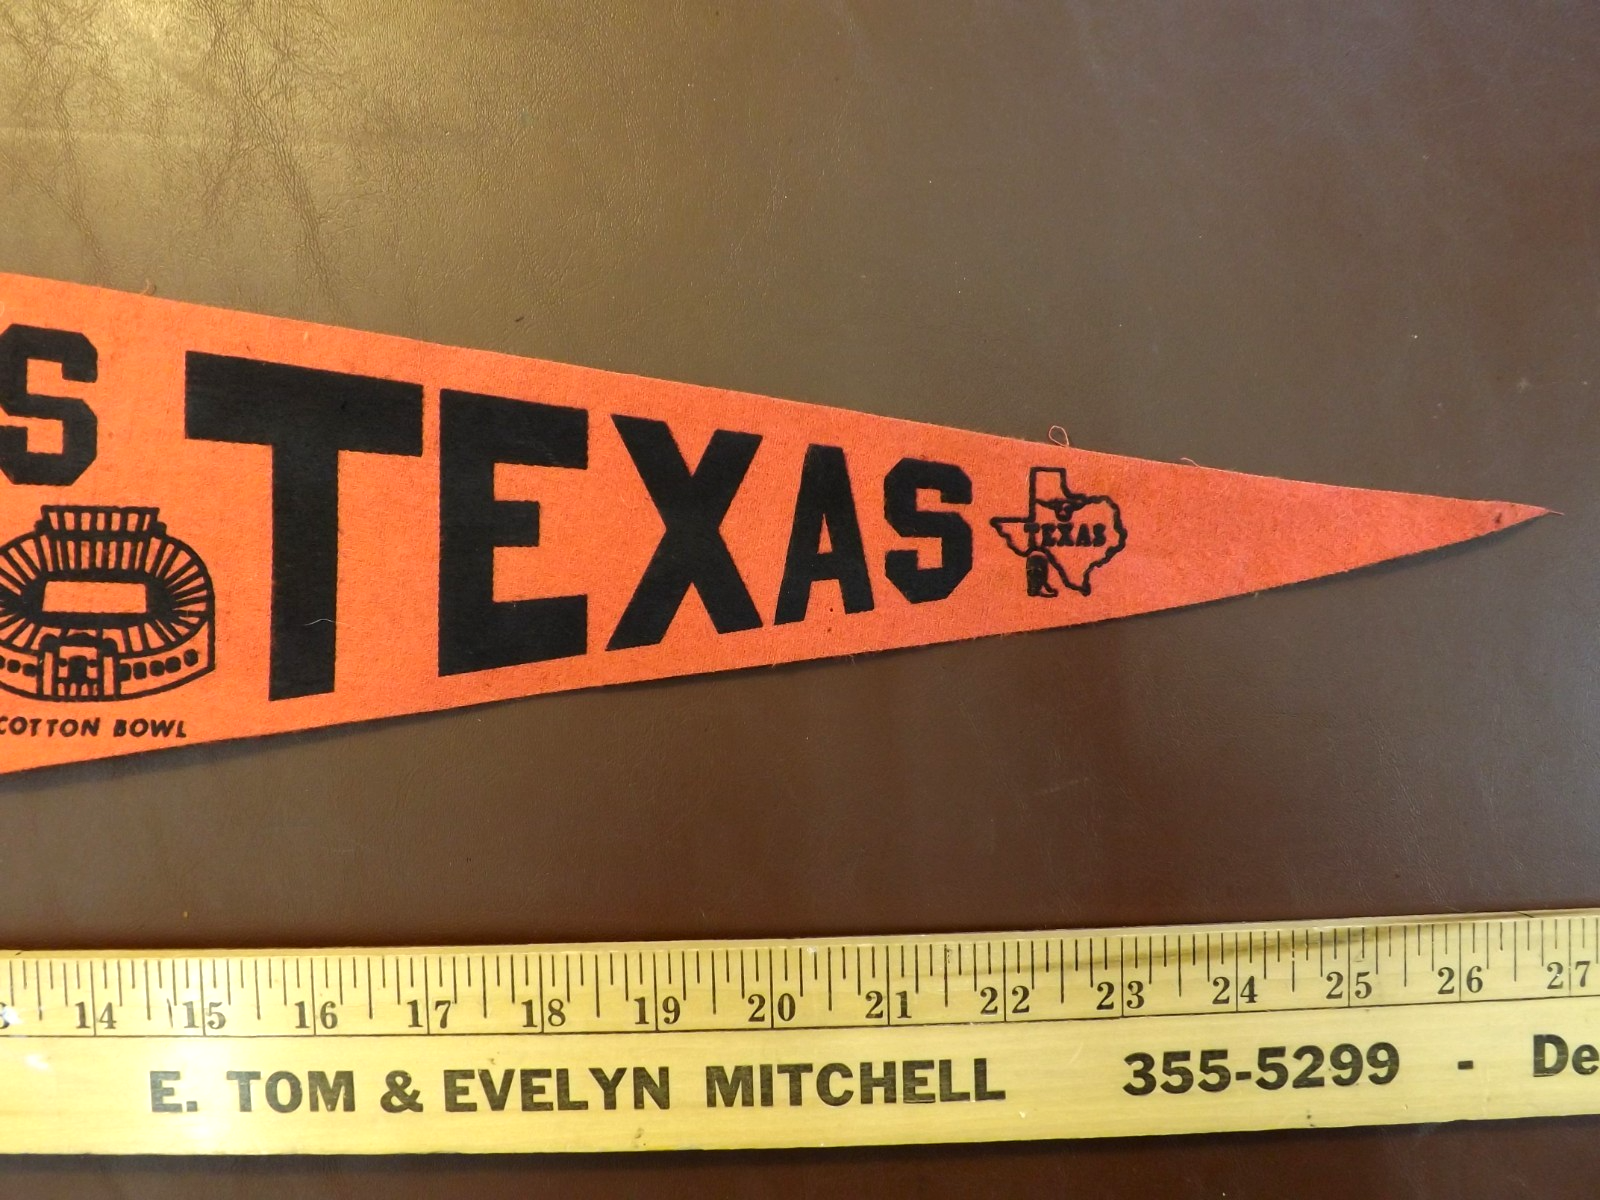 S TEXAS
TEXAS
COTTON BOWL
14 15 16 17 18 19 20 21 22 23 24 25 26 27
E. TOM & EVELYN MITCHELL 355-5299 - De